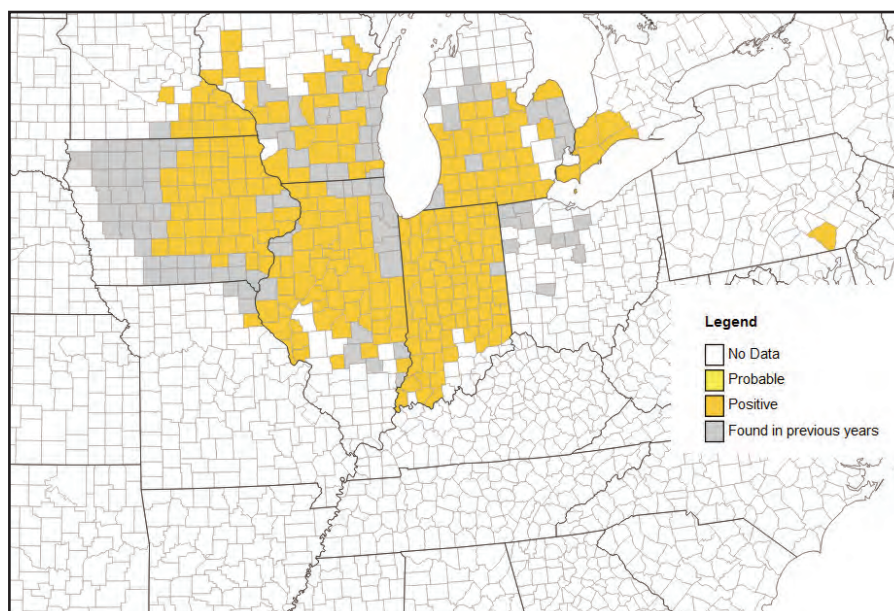 Legend
No Data
Probable
Positive
Found in previous years